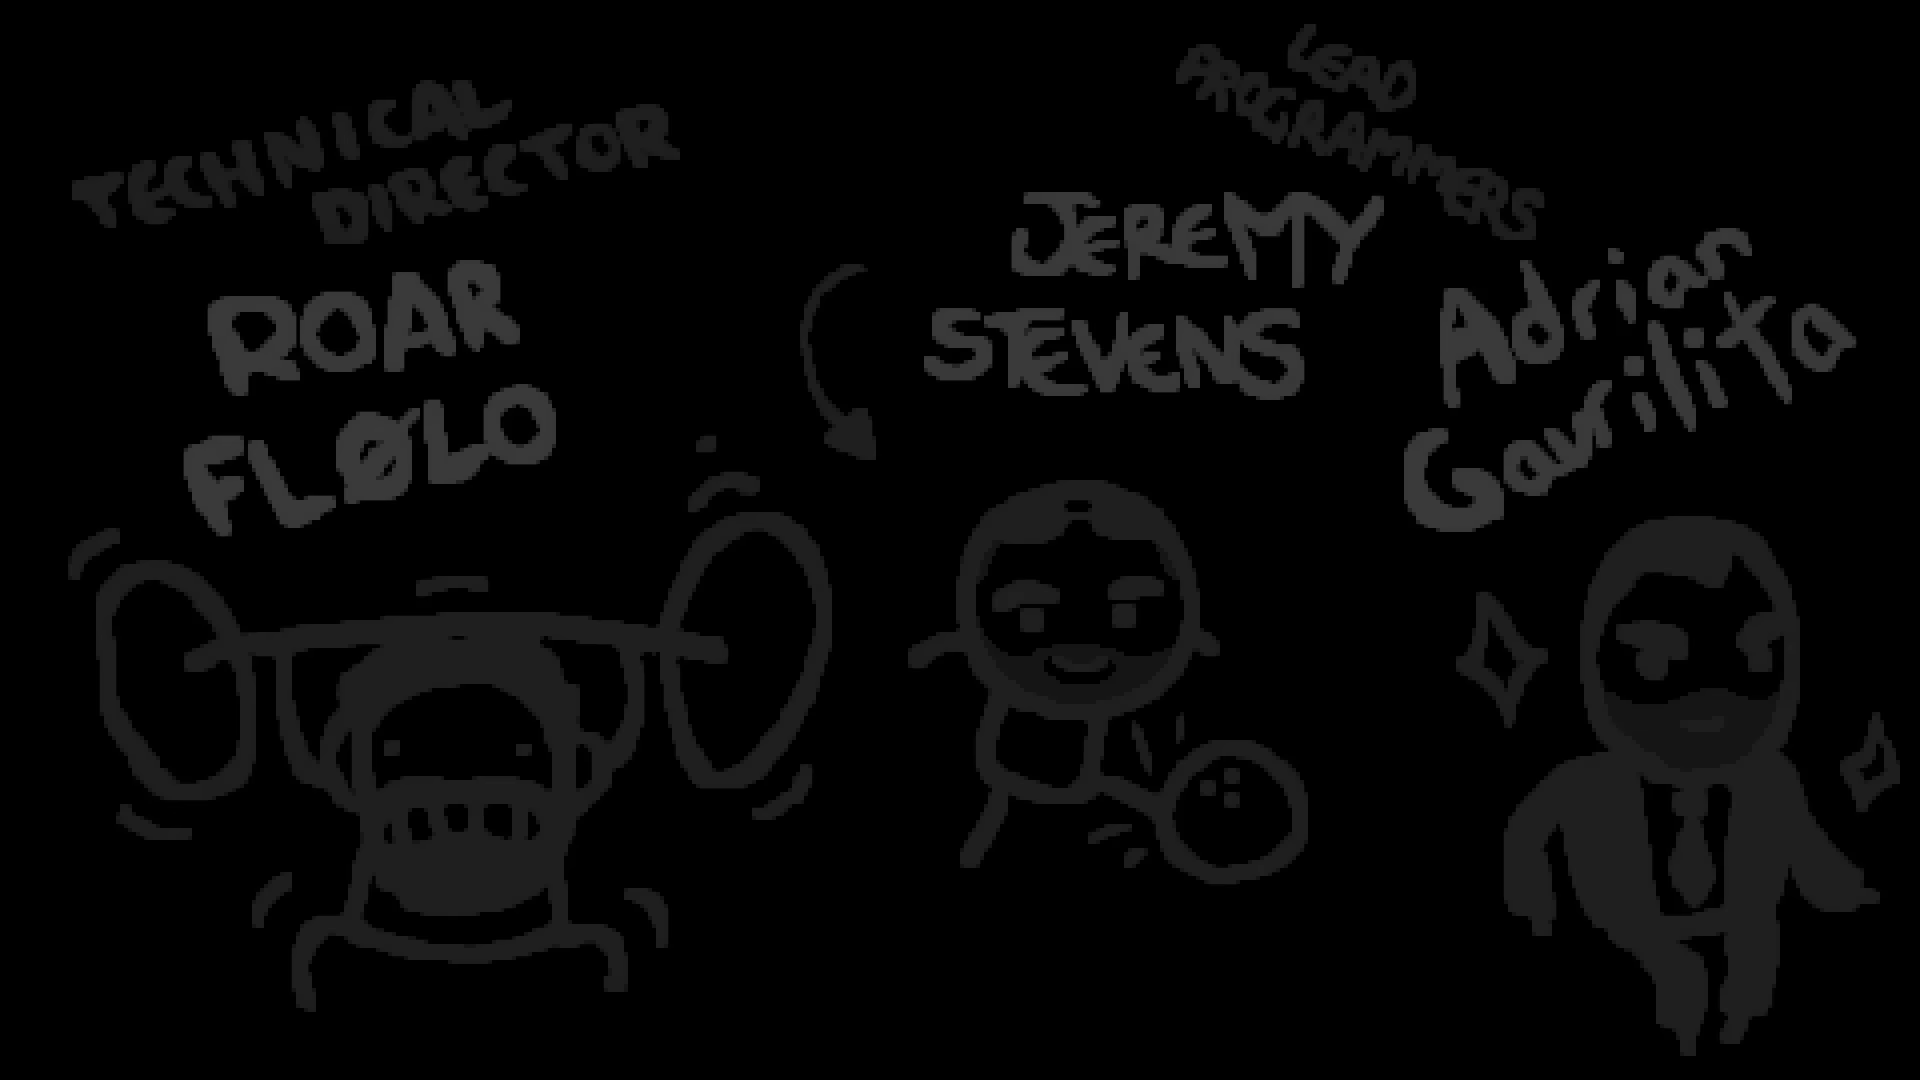 TECHNICAL
DIRECTOR
ROAR
FLØLO
LEAD
PROGRAMMERS
JEREMY
STEVENS
Adrian
Gavrilita